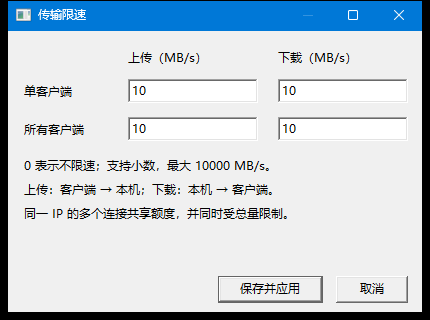 传输限速
上传（MB/s） 下载（MB/s）
单客户端 10 10
所有客户端 10 10
0 表示不限速；支持小数，最大 10000 MB/s。
上传：客户端 → 本机；下载：本机 → 客户端。
同一 IP 的多个连接共享额度，并同时受总量限制。
保存并应用 取消